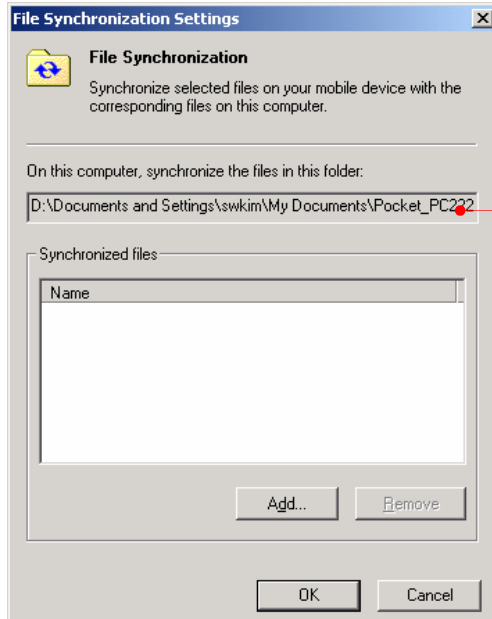 File Synchronization Settings
File Synchronization
Synchronize selected files on your mobile device with the
corresponding files on this computer.
On this computer, synchronize the files in this folder:
D:\Documents and Settings\swkim\My Documents\Pocket_PC222
Synchronized files
Name
Add... Remove
OK Cancel